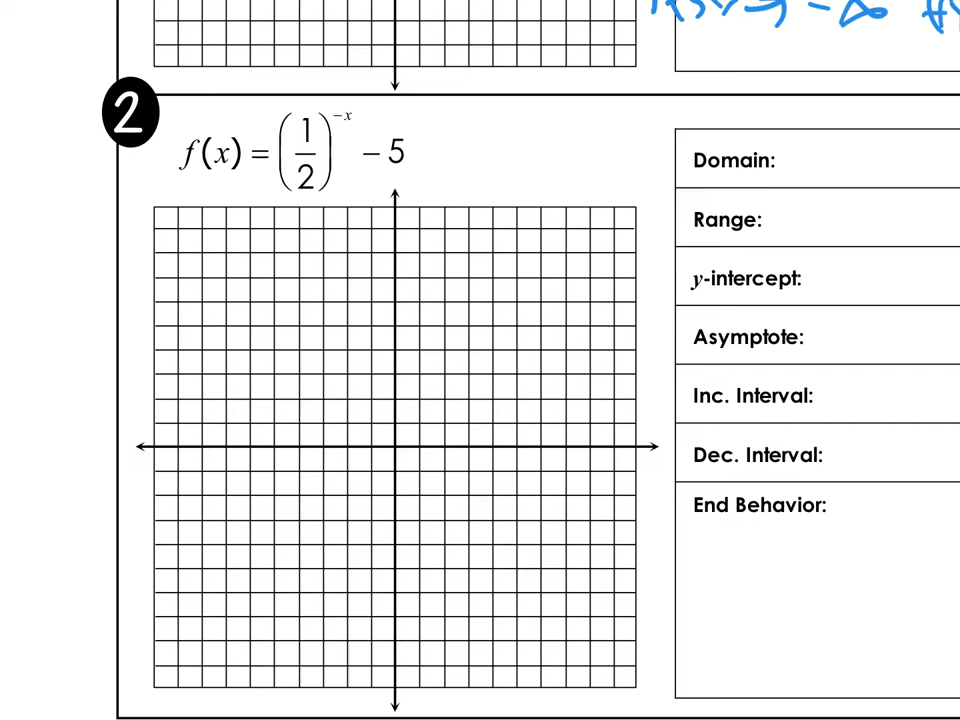 2
f(x) = (1/2)^{-x} - 5
Domain:
Range:
y-intercept:
Asymptote:
Inc. Interval:
Dec. Interval:
End Behavior: